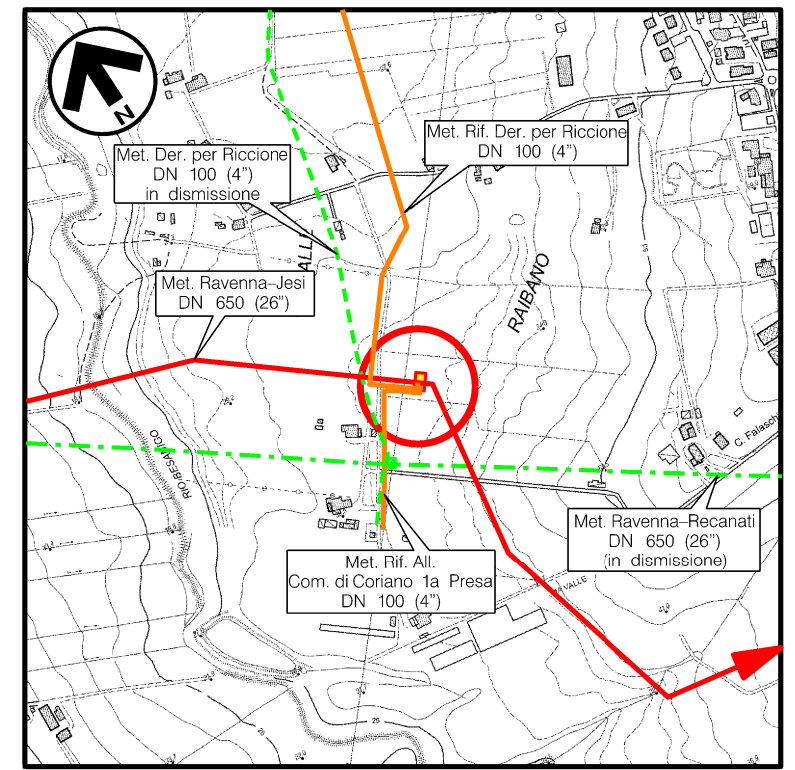 N
Met. Rif. Der. per Riccione
DN 100 (4")
Met. Der. per Riccione
DN 100 (4")
in dismissione
ALLE
RAIBANO
Met. Ravenna–Jesi
DN 650 (26")
C. Falasch
RIO BESANIGO
Met. Ravenna–Recanati
DN 650 (26")
(in dismissione)
Met. Rif. All.
Com. di Coriano 1a Presa
DN 100 (4")
VALLE
25
25